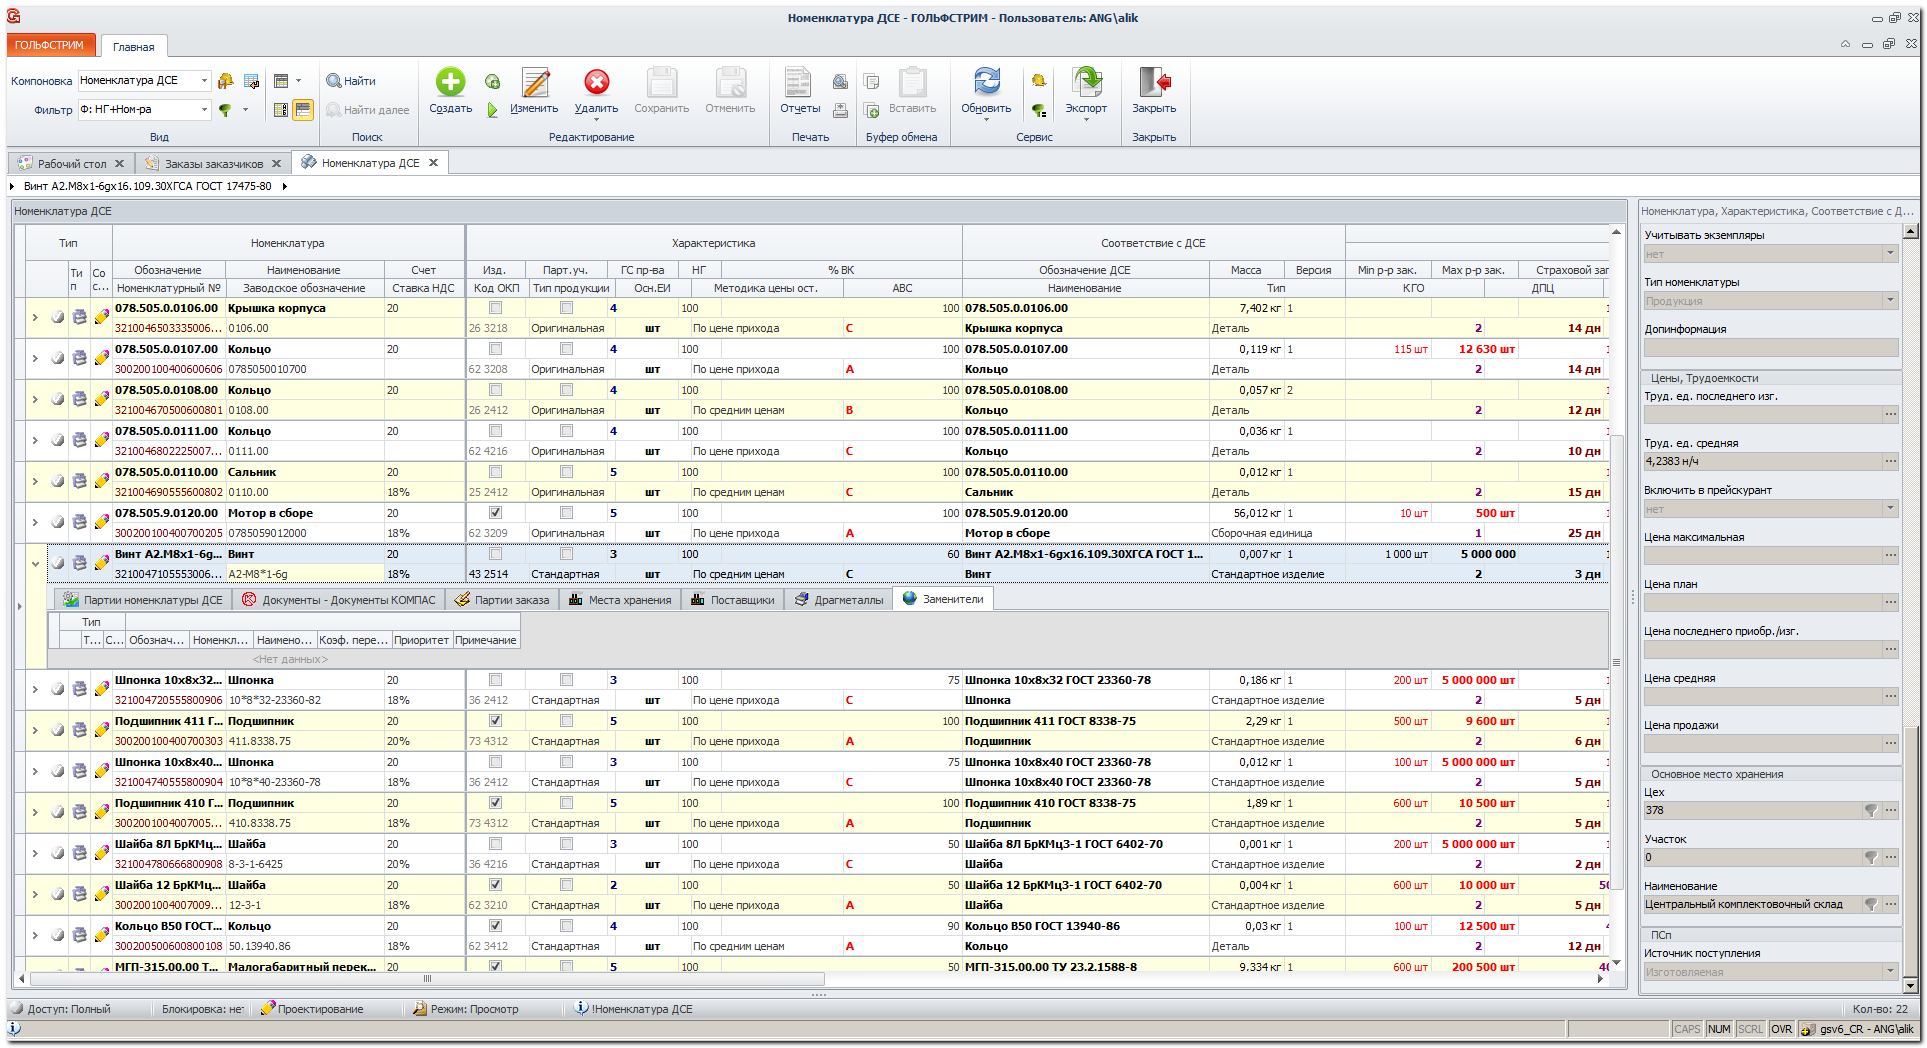 Номенклатура ДСЕ - ГОЛЬФСТРИМ - Пользователь: ANG\alik
ГОЛЬФСТРИМ Главная
Компоновка Номенклатура ДСЕ
Фильтр Ф: НГ+Ном-ра
Найти
Найти далее
Создать Изменить Удалить Сохранить Отменить
Отчеты Вставить Обновить Экспорт Закрыть
Вид Поиск Редактирование Печать Буфер обмена Сервис Закрыть
Рабочий стол Заказы заказчиков Номенклатура ДСЕ
Винт А2.М8х1-6gх16.109.30ХГСА ГОСТ 17475-80
Номенклатура ДСЕ
Тип Номенклатура Характеристика Соответствие с ДСЕ
Ти п Со с... Обозначение Наименование Счет Изд. Парт.уч. ГС пр-ва НГ % ВК Обозначение ДСЕ Масса Версия Min р-р зак. Max р-р зак. Страховой заг
Номенклатурный № Заводское обозначение Ставка НДС Код ОКП Тип продукции Осн.ЕИ Методика цены ост. ABC Наименование Тип КГО ДПЦ
078.505.0.0106.00 Крышка корпуса 20 4 100 100 078.505.0.0106.00 7,402 кг 1
3210046503335006... 0106.00 26 3218 Оригинальная шт По цене прихода C Крышка корпуса Деталь 2 14 дн
078.505.0.0107.00 Кольцо 20 4 100 100 078.505.0.0107.00 0,119 кг 1 115 шт 12 630 шт
300200100400600606 0785050010700 62 3208 Оригинальная шт По цене прихода A Кольцо Деталь 2 14 дн
078.505.0.0108.00 Кольцо 20 4 100 100 078.505.0.0108.00 0,057 кг 2
321004670500600801 0108.00 26 2412 Оригинальная шт По средним ценам B Кольцо Деталь 2 12 дн
078.505.0.0111.00 Кольцо 20 4 100 100 078.505.0.0111.00 0,036 кг 1
3210046802225007... 0111.00 62 4216 Оригинальная шт По цене прихода C Кольцо Деталь 2 10 дн
078.505.0.0110.00 Сальник 20 5 100 100 078.505.0.0110.00 0,012 кг 1
321004690555600802 0110.00 18% 25 2412 Оригинальная шт По средним ценам C Сальник Деталь 2 15 дн
078.505.9.0120.00 Мотор в сборе 20 5 100 100 078.505.9.0120.00 56,012 кг 1 10 шт 500 шт
300200100400700205 0785059012000 18% 62 3209 Оригинальная шт По цене прихода A Мотор в сборе Сборочная единица 1 25 дн
Винт А2.М8х1-6g... Винт 20 3 100 60 Винт А2.М8х1-6gх16.109.30ХГСА ГОСТ 1... 0,007 кг 1 1 000 шт 5 000 000
3210047105553006... А2-М8*1-6g 18% 43 2514 Стандартная шт По средним ценам C Винт Стандартное изделие 2 3 дн
Партии номенклатуры ДСЕ Документы - Документы КОМПАС Партии заказа Места хранения Поставщики Драгметаллы Заменители
Тип
Т... С... Обознач... Номенкл... Наимено... Коэф. пере... Приоритет Примечание
<Нет данных>
Шпонка 10х8х32... Шпонка 20 3 100 75 Шпонка 10х8х32 ГОСТ 23360-78 0,186 кг 1 200 шт 5 000 000 шт
321004720555800906 10*8*32-23360-82 18% 36 2412 Стандартная шт По цене прихода C Шпонка Стандартное изделие 2 5 дн
Подшипник 411 Г... Подшипник 20 5 100 100 Подшипник 411 ГОСТ 8338-75 2,29 кг 1 500 шт 9 600 шт
300200100400700303 411.8338.75 20% 73 4312 Стандартная шт По цене прихода A Подшипник Стандартное изделие 2 6 дн
Шпонка 10х8х40... Шпонка 20 3 100 75 Шпонка 10х8х40 ГОСТ 23360-78 0,012 кг 1 100 шт 5 000 000 шт
321004740555800904 10*8*40-23360-78 18% 36 2412 Стандартная шт По цене прихода C Шпонка 10х8х40 ГОСТ 23360-78 Стандартное изделие 2 5 дн
Подшипник 410 Г... Подшипник 20 5 100 100 Подшипник 410 ГОСТ 8338-75 1,89 кг 1 600 шт 10 500 шт
3002001004007005... 410.8338.75 18% 73 4312 Стандартная шт По цене прихода A Подшипник Стандартное изделие 2 5 дн
Шайба 8Л БрКМц... Шайба 20 3 100 50 Шайба 8Л БрКМц3-1 ГОСТ 6402-70 0,001 кг 1 200 шт 5 000 000 шт
321004780666800908 8-3-1-6425 20% 36 4216 Стандартная шт По цене прихода C Шайба Стандартное изделие 2 2 дн
Шайба 12 БрКМц... Шайба 20 2 100 50 Шайба 12 БрКМц3-1 ГОСТ 6402-70 0,004 кг 1 600 шт 10 000 шт 50
3002001004007009... 12-3-1 18% 62 3210 Стандартная шт По цене прихода A Шайба Стандартное изделие 2 5 дн
Кольцо В50 ГОСТ... Кольцо 20 4 100 90 Кольцо В50 ГОСТ 13940-86 0,03 кг 1 100 шт 12 500 шт
300200500600800108 50.13940.86 18% 62 3412 Стандартная шт По средним ценам A Кольцо Деталь 2 12 дн
МГП-315.00.00 Т... Малогабаритный перек... 20 5 100 50 МГП-315.00.00 ТУ 23.2.1588-8 9.334 кг 1 600 шт 200 500 шт 40
Номенклатура, Характеристика, Соответствие с Д...
Учитывать экземпляры
нет
Тип номенклатуры
Продукция
Допинформация
Цены, Трудоемкости
Труд. ед. последнего изг.
Труд. ед. средняя
4,2383 н/ч
Включить в прейскурант
нет
Цена максимальная
Цена план
Цена последнего приобр./изг.
Цена средняя
Цена продажи
Основное место хранения
Цех
378
Участок
0
Наименование
Центральный комплектовочный склад
ПСп
Источник поступления
Изготовляемая
Доступ: Полный Блокировка: нет Проектирование Режим: Просмотр !Номенклатура ДСЕ Кол-во: 22
CAPS NUM SCRL OVR gsv6_CR - ANG\alik